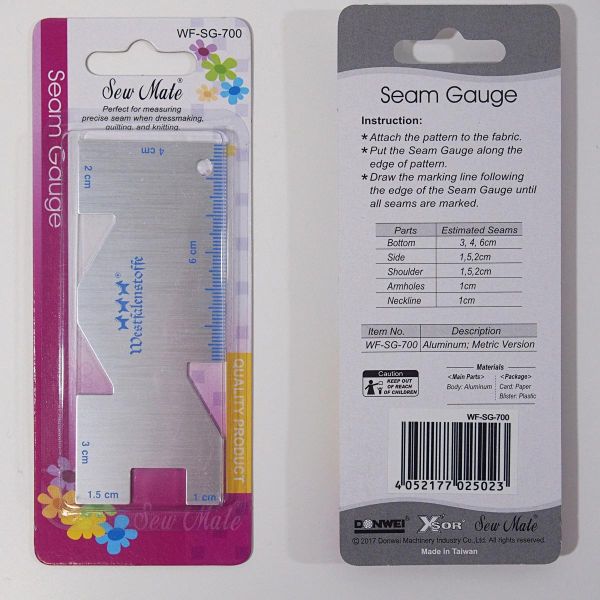 WF-SG-700
Sew Mate®
Perfect for measuring
precise seam when dressmaking,
quilting, and knitting.
Seam Gauge
4 cm
2 cm
6 cm
Westfalenstoffe®
3 cm
1.5 cm
1 cm
QUALITY PRODUCT
Sew Mate
Seam Gauge
Instruction:
* Attach the pattern to the fabric.
* Put the Seam Gauge along the
edge of pattern.
* Draw the marking line following
the edge of the Seam Gauge until
all seams are marked.
Parts Estimated Seams
Bottom 3, 4, 6cm
Side 1,5,2cm
Shoulder 1,5,2cm
Armholes 1cm
Neckline 1cm
Item No. Description
WF-SG-700 Aluminum; Metric Version
Caution
KEEP OUT
OF REACH
OF CHILDREN
Materials
<Main Parts> <Package>
Body: Aluminum Card: Paper
Blister: Plastic
WF-SG-700
4 052177 025023
DONWEI XSOR Sew Mate®
© 2017 Donwei Machinery Industry Co.,Ltd. All rights reserved.
Made in Taiwan